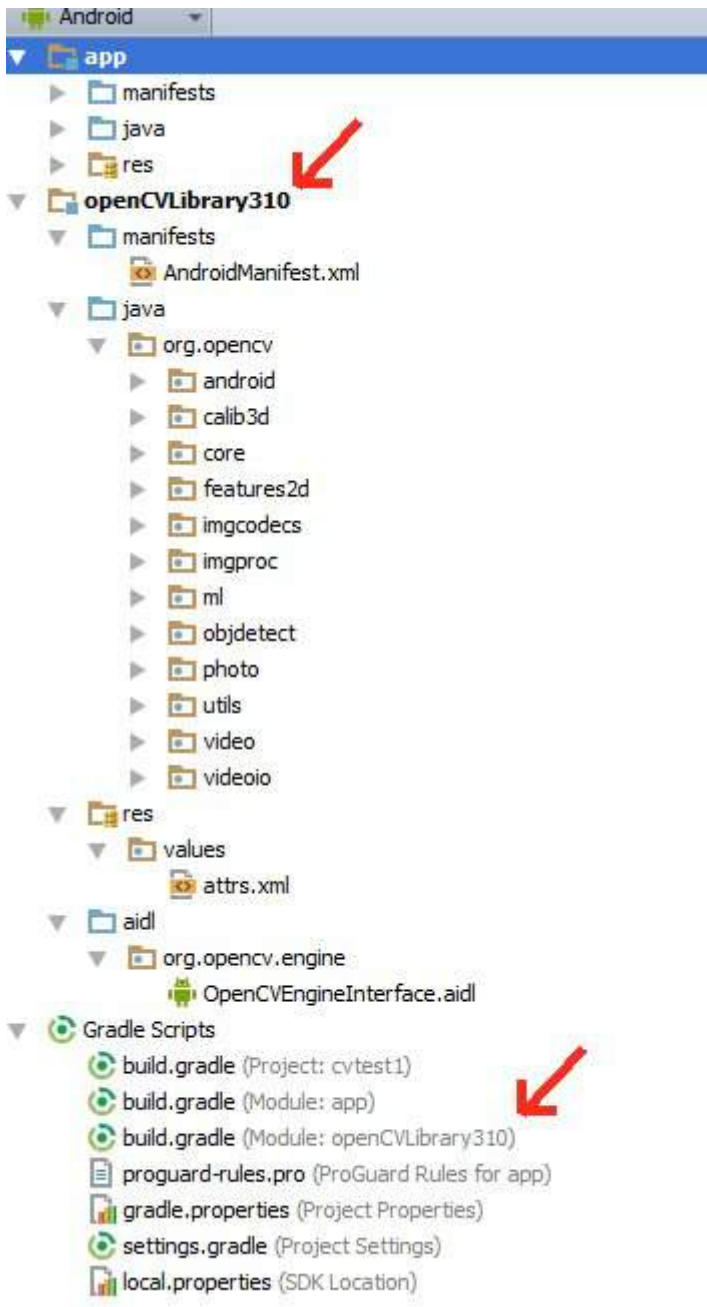 Android
app
manifests
java
res
openCVLibrary310
manifests
AndroidManifest.xml
java
org.opencv
android
calib3d
core
features2d
imgcodecs
imgproc
ml
objdetect
photo
utils
video
videoio
res
values
attrs.xml
aidl
org.opencv.engine
OpenCVEngineInterface.aidl
Gradle Scripts
build.gradle (Project: cvtest1)
build.gradle (Module: app)
build.gradle (Module: openCVLibrary310)
proguard-rules.pro (ProGuard Rules for app)
gradle.properties (Project Properties)
settings.gradle (Project Settings)
local.properties (SDK Location)